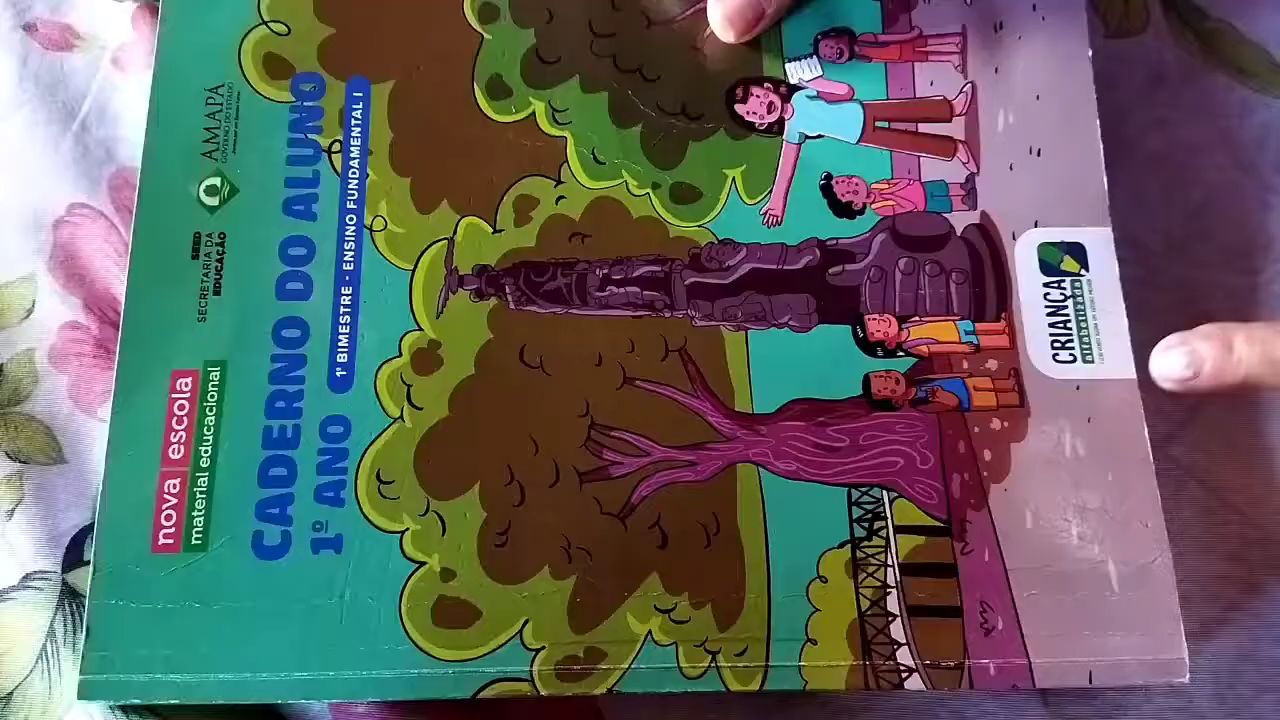 nova escola
material educacional
SEED
SECRETARIA DA
EDUCAÇÃO
AMAPÁ
GOVERNO DO ESTADO
CADERNO DO ALUNO
1º ANO
1º BIMESTRE - ENSINO FUNDAMENTAL I
CRIANÇA
alfabetizada